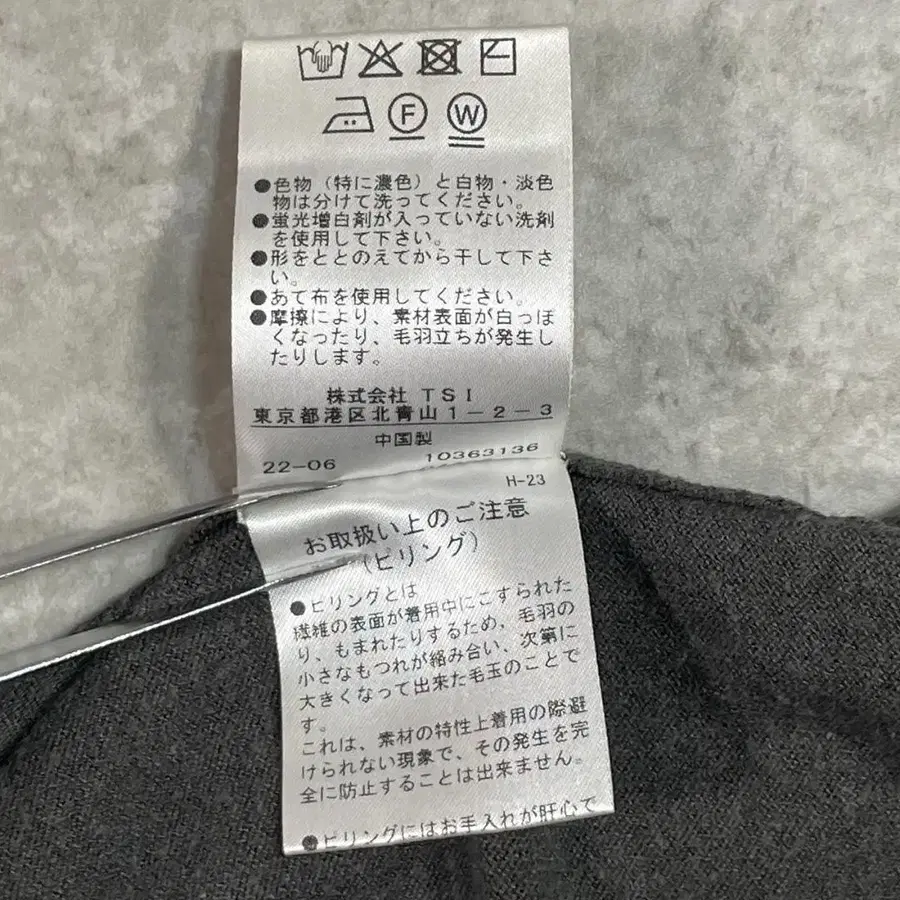 F W
●色物(特に濃色)と白物・淡色
物は分けて洗ってください。
●蛍光増白剤が入っていない洗剤
を使用して下さい。
●形をととのえてから干して下さ
い。
●あて布を使用してください。
●摩擦により、素材表面が白っぽ
くなったり、毛羽立ちが発生し
たりします。
株式会社 TSI
東京都港区北青山1-2-3
中国製
22-06 10363136
H-23
お取扱い上のご注意
(ピリング)
●ピリングとは
繊維の表面が着用中にこすられた
り、もまれたりするため、毛羽の
小さなもつれが絡み合い、次第に
大きくなって出来た毛玉のことで
す。
これは、素材の特性上着用の際避
けられない現象で、その発生を完
全に防止することは出来ません。
●ピリングにはお手入れが肝心で